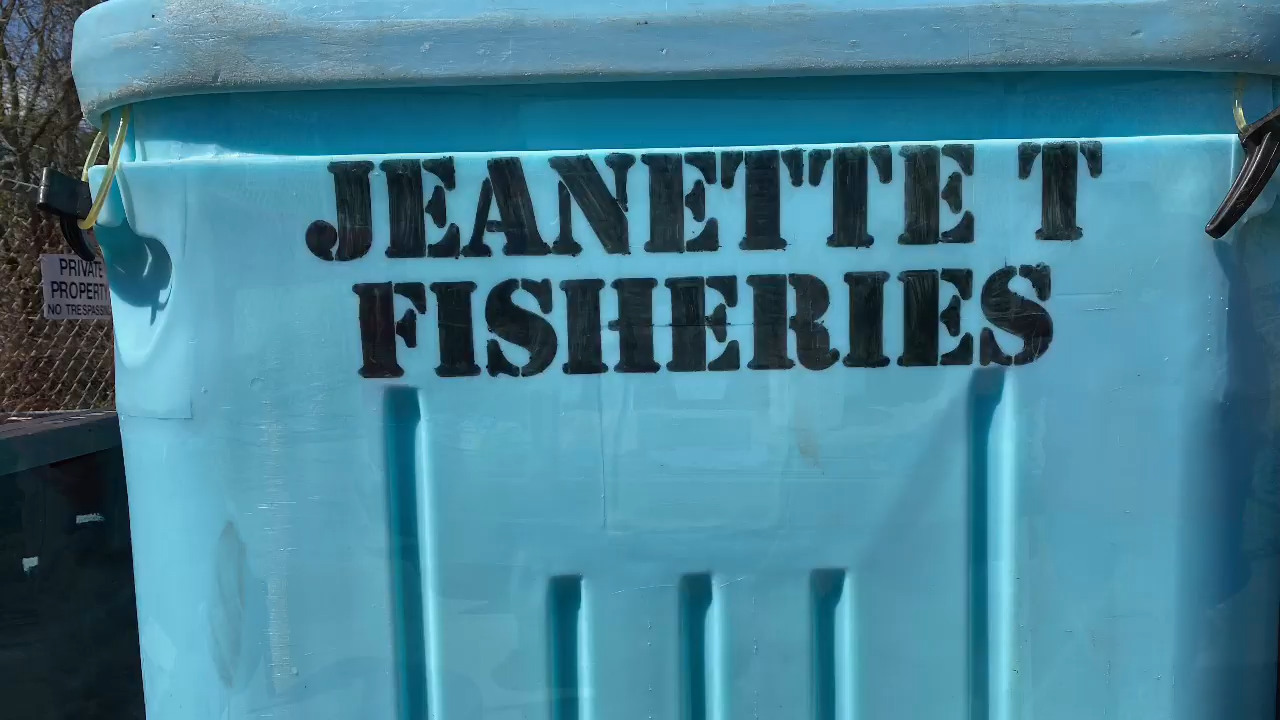 JEANETTE T
FISHERIES
PRIVATE
PROPERTY
NO TRESPASSING